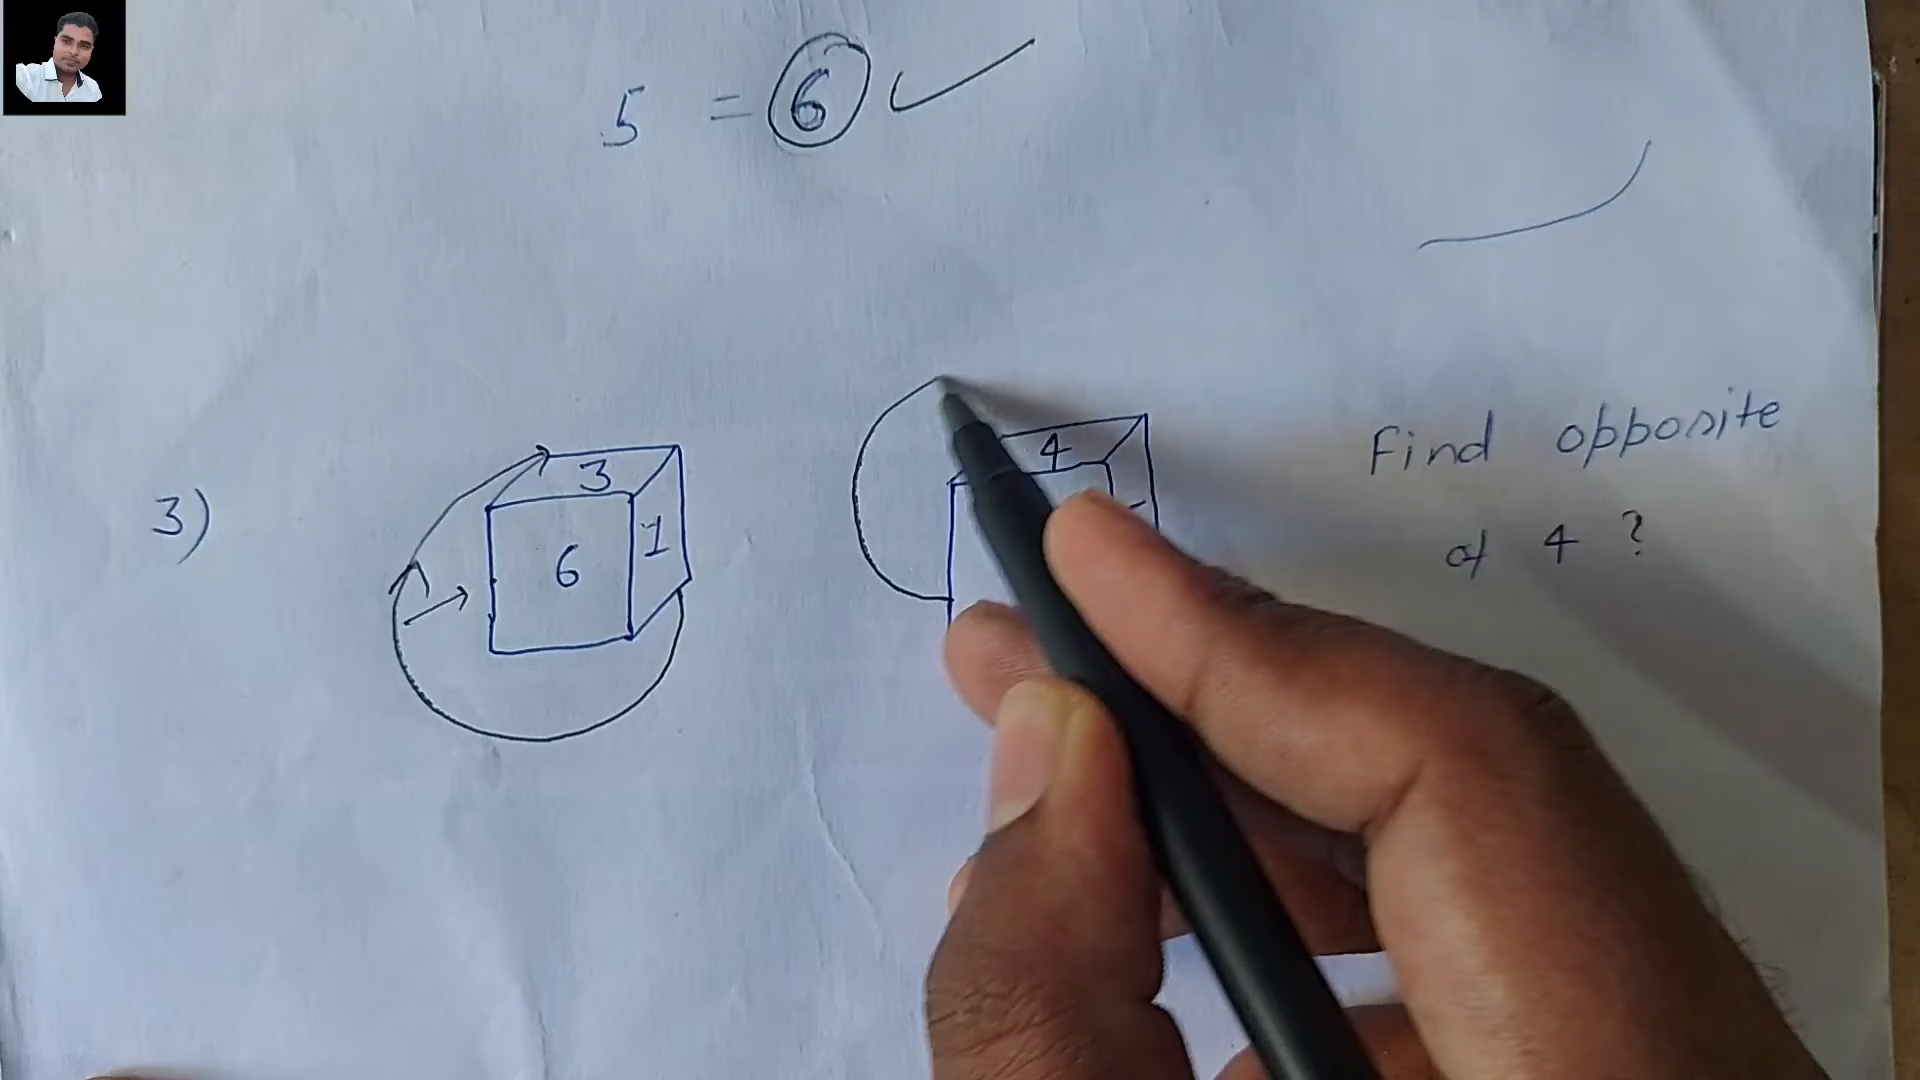 5 = 6
3)
3
6
1
4
Find opposite
of 4 ?